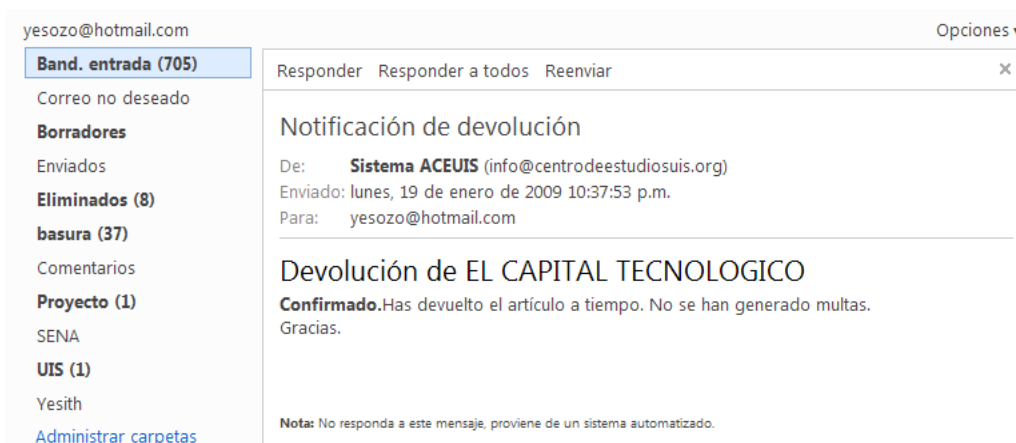 yesozo@hotmail.com
Opciones
Band. entrada (705)
Correo no deseado
Borradores
Enviados
Eliminados (8)
basura (37)
Comentarios
Proyecto (1)
SENA
UIS (1)
Yesith
Administrar carpetas
Responder Responder a todos Reenviar
Notificación de devolución
De: Sistema ACEUIS (info@centrodeestudiosuis.org)
Enviado: lunes, 19 de enero de 2009 10:37:53 p.m.
Para: yesozo@hotmail.com
Devolución de EL CAPITAL TECNOLOGICO
Confirmado.Has devuelto el artículo a tiempo. No se han generado multas.
Gracias.
Nota: No responda a este mensaje, proviene de un sistema automatizado.